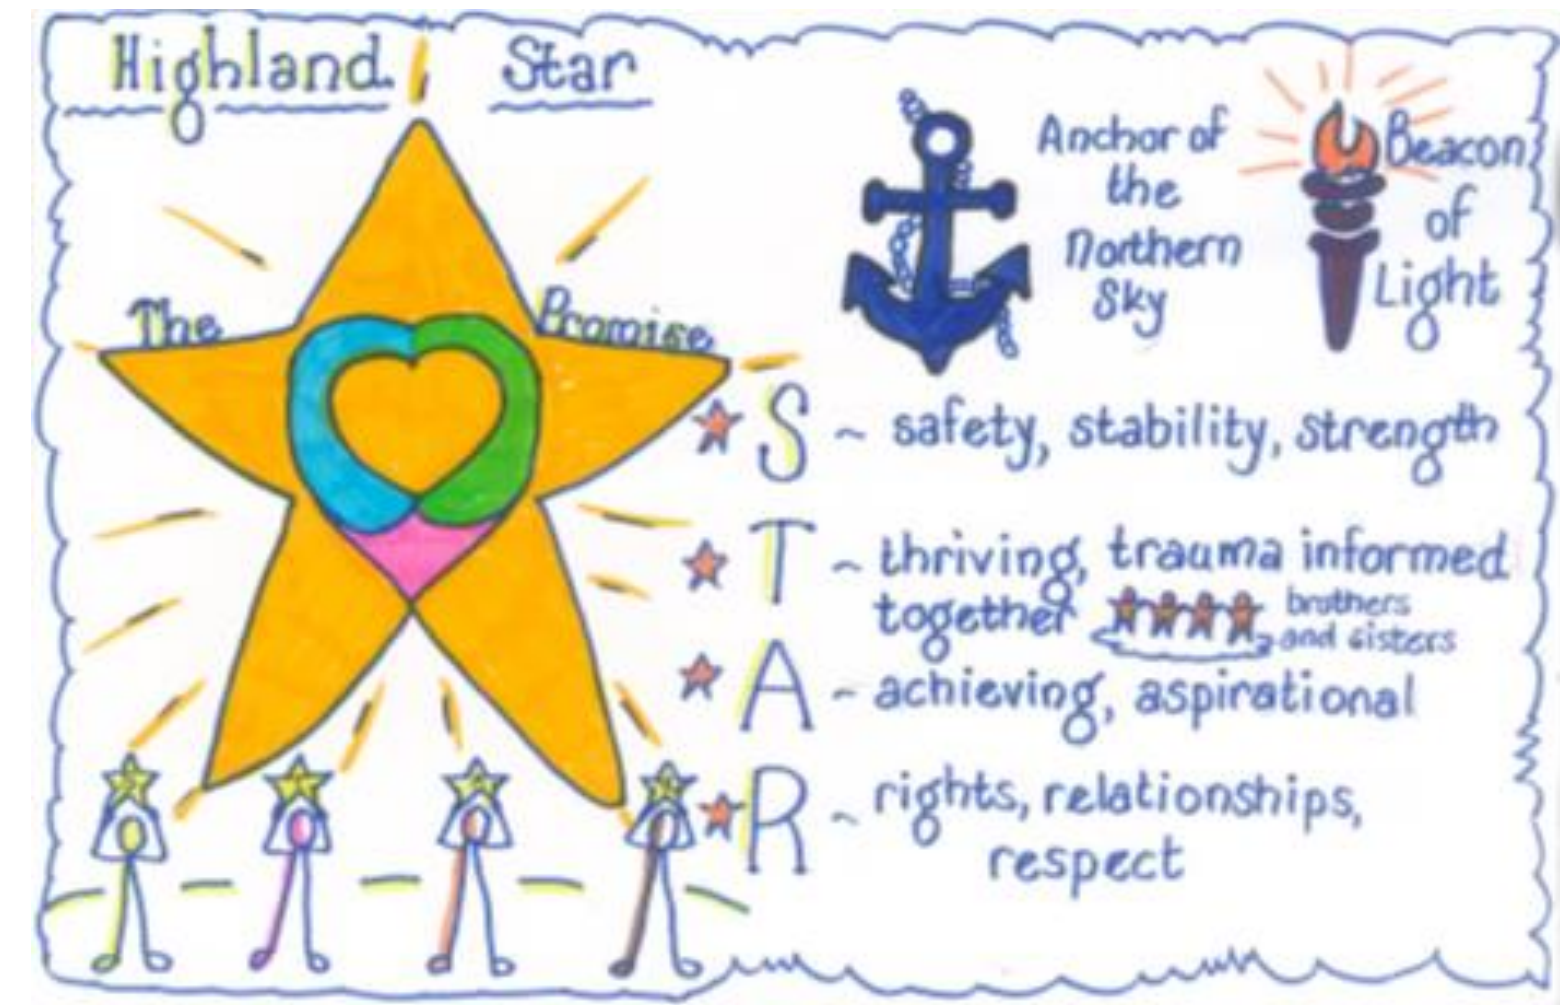 Highland Star
The Promise
Anchor of
the
Northern
Sky
Beacon
of
Light
S ~ safety, stability, strength
T ~ thriving, trauma informed
together brothers
and sisters
A ~ achieving, aspirational
R ~ rights, relationships,
respect